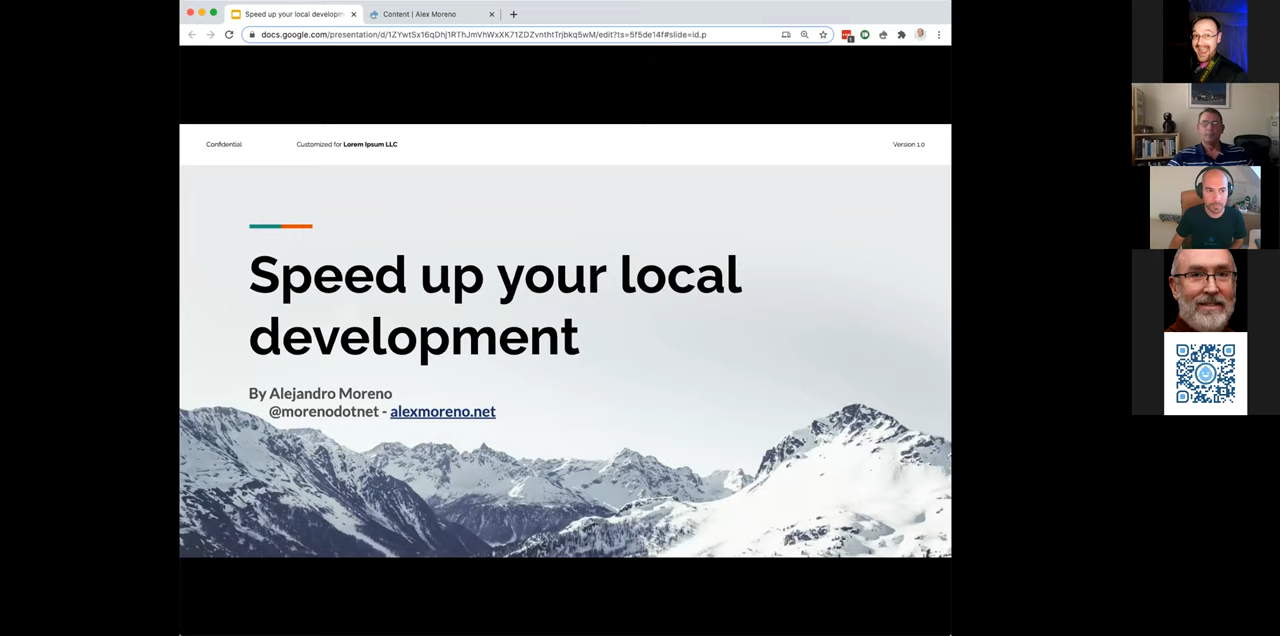 Speed up your local developm
Content | Alex Moreno
docs.google.com/presentation/d/1ZYwtSx16qDhj1RThJmVhWxXK71ZDZvnthtTrjbkq5wM/edit?ts=5f5de14f#slide=id.p
Confidential
Customized for Lorem Ipsum LLC
Version 1.0
Speed up your local
development
By Alejandro Moreno
@morenodotnet - alexmoreno.net